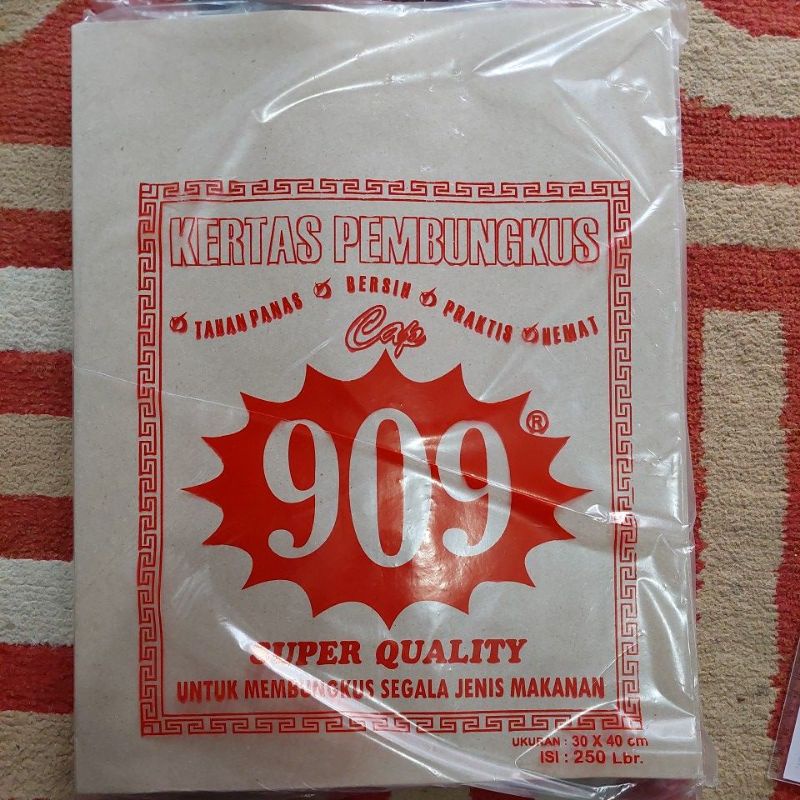 KERTAS PEMBUNGKUS
TAHAN PANAS BERSIH PRAKTIS HEMAT
Cap
909®
SUPER QUALITY
UNTUK MEMBUNGKUS SEGALA JENIS MAKANAN
UKURAN : 30 X 40 cm
ISI : 250 Lbr.